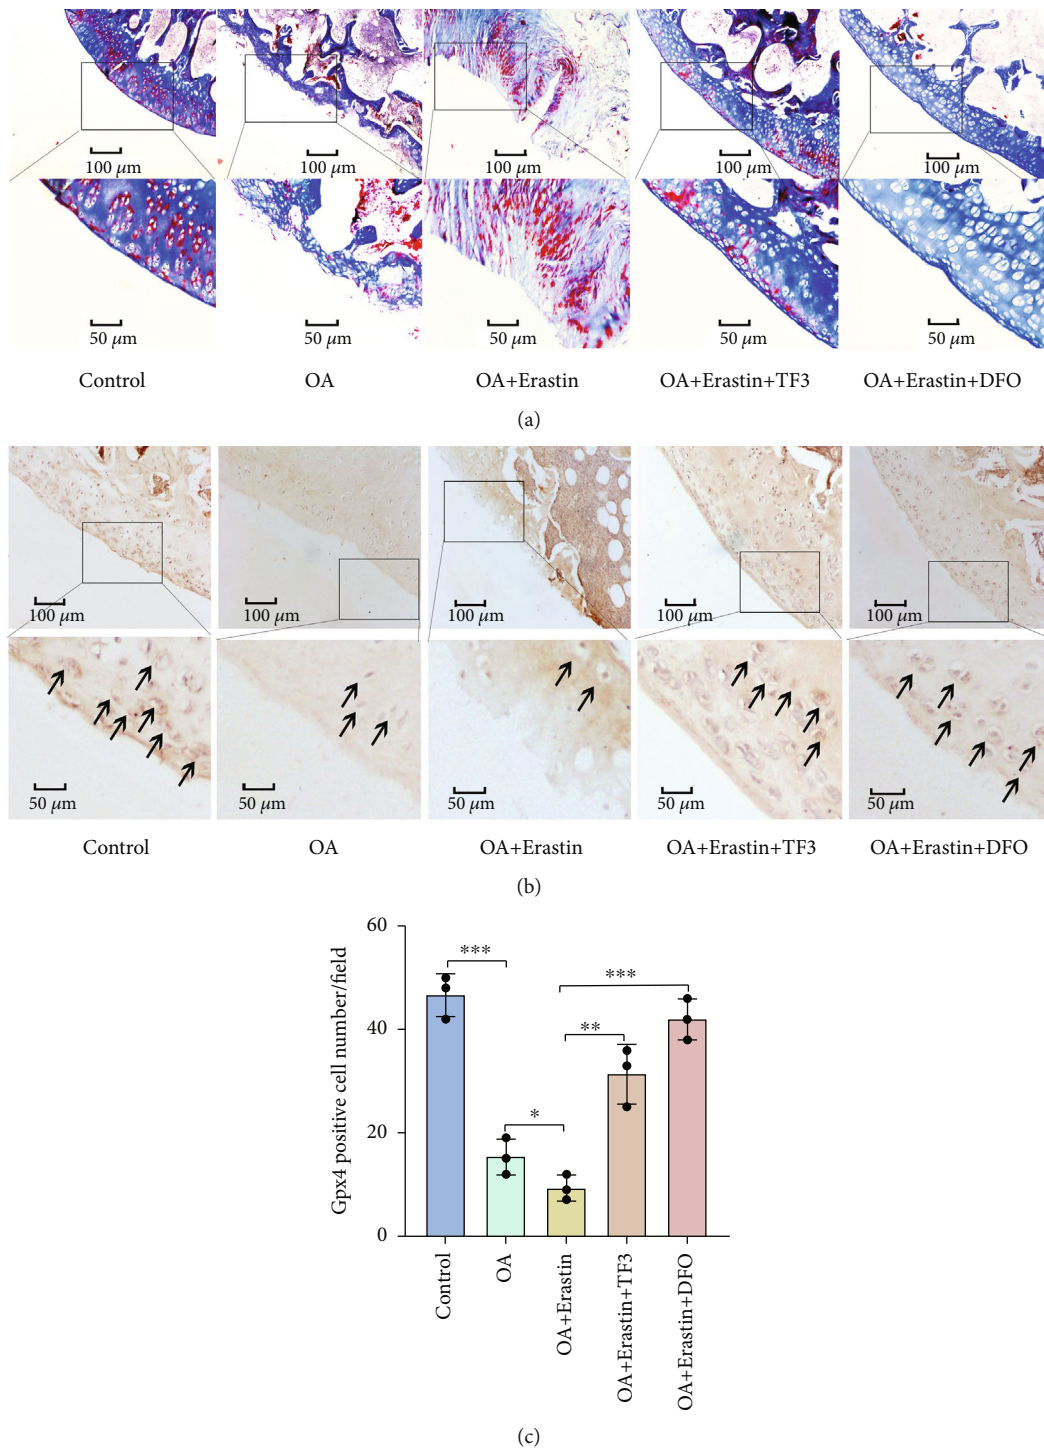 100 μm 100 μm 100 μm 100 μm 100 μm
50 μm 50 μm 50 μm 50 μm 50 μm
Control OA OA+Erastin OA+Erastin+TF3 OA+Erastin+DFO
(a)
100 μm 100 μm 100 μm 100 μm 100 μm
50 μm 50 μm 50 μm 50 μm 50 μm
Control OA OA+Erastin OA+Erastin+TF3 OA+Erastin+DFO
(b)
Gpx4 positive cell number/field
60
40
20
0
***
***
**
*
Control
OA
OA+Erastin
OA+Erastin+TF3
OA+Erastin+DFO
(c)